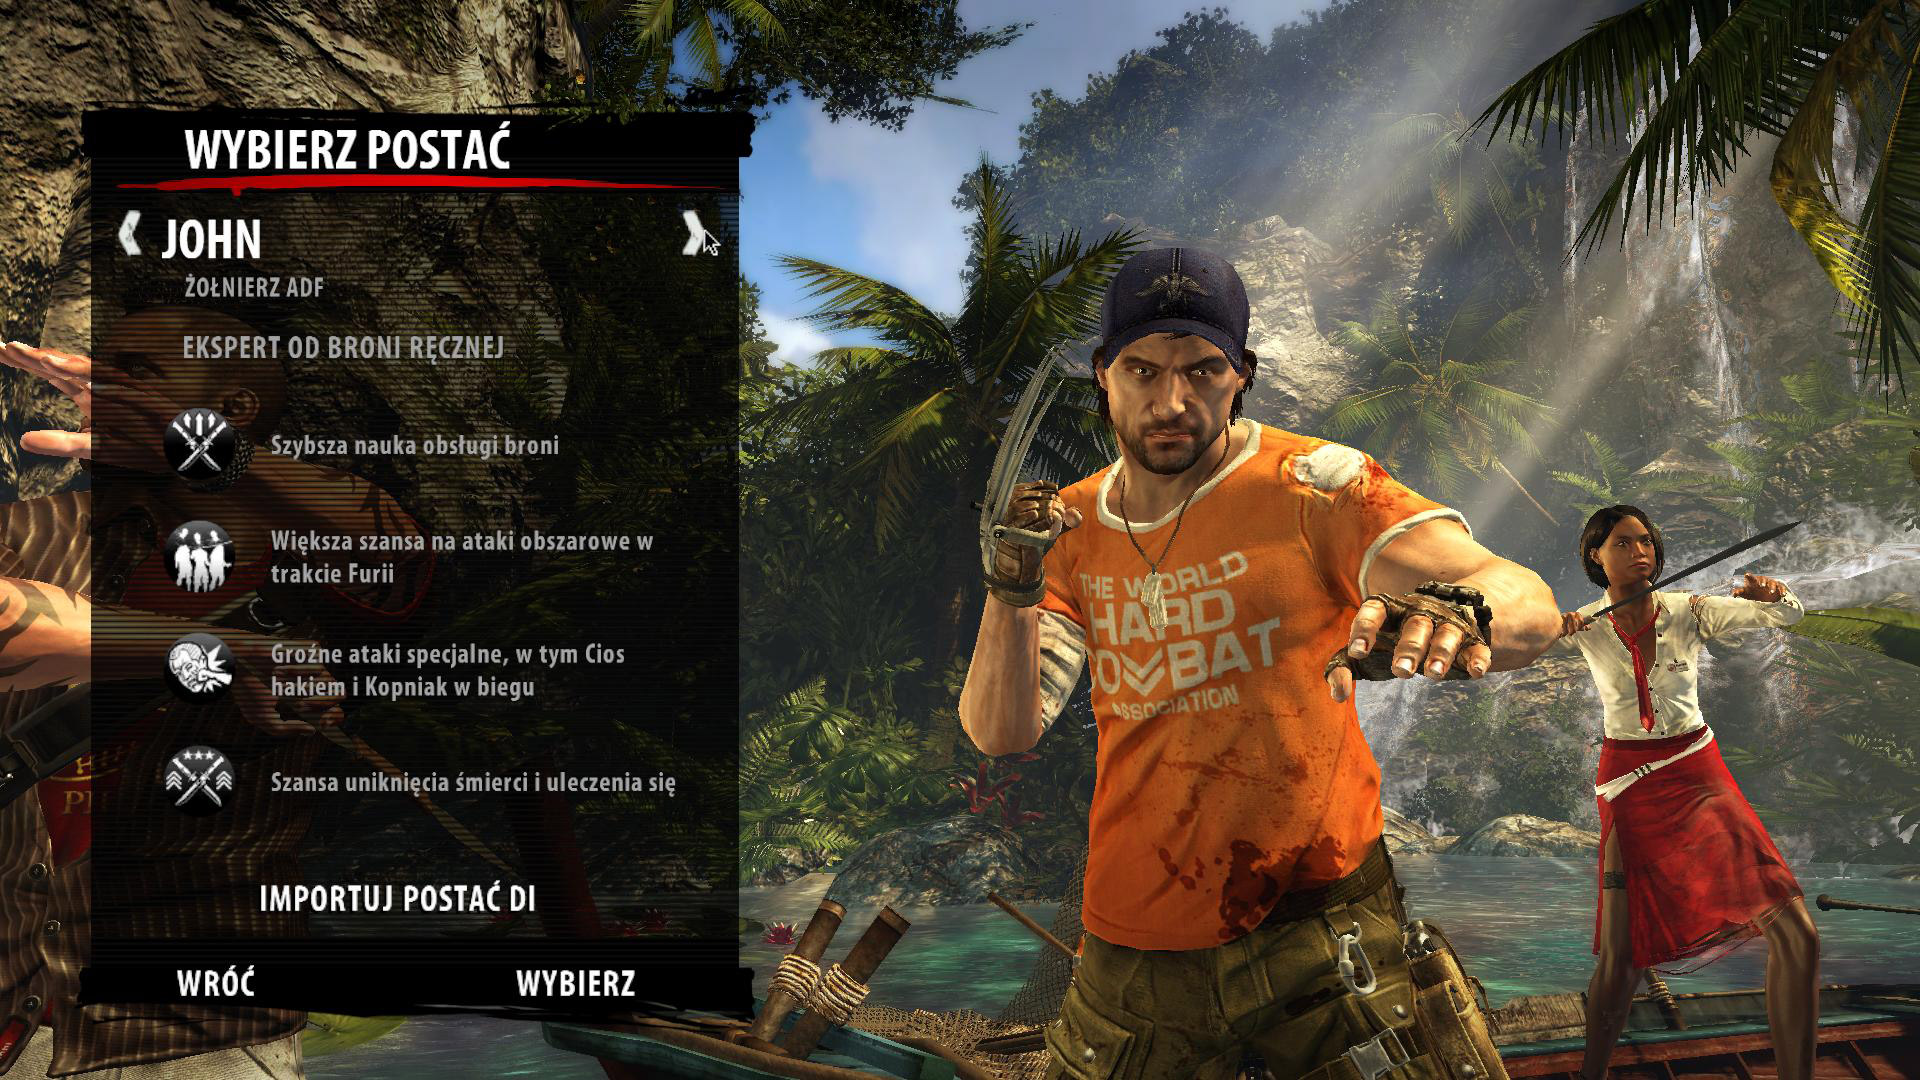 WYBIERZ POSTAĆ
JOHN
ŻOŁNIERZ ADF
EKSPERT OD BRONI RĘCZNEJ
Szybsza nauka obsługi broni
Większa szansa na ataki obszarowe w
trakcie Furii
Groźne ataki specjalne, w tym Cios
hakiem i Kopniak w biegu
Szansa uniknięcia śmierci i uleczenia się
IMPORTUJ POSTAĆ DI
WRÓĆ
WYBIERZ
THE WORLD
HARD
COMBAT
ASSOCIATION